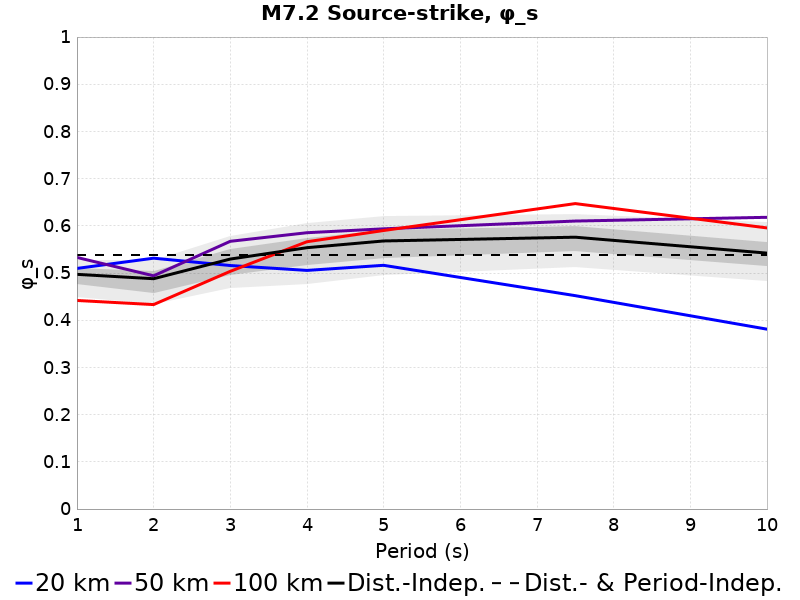 M7.2 Source-strike, φ_s
1
0.9
0.8
0.7
0.6
0.5
0.4
0.3
0.2
0.1
0
φ_s
1 2 3 4 5 6 7 8 9 10
Period (s)
20 km 50 km 100 km Dist.-Indep. Dist.- & Period-Indep.